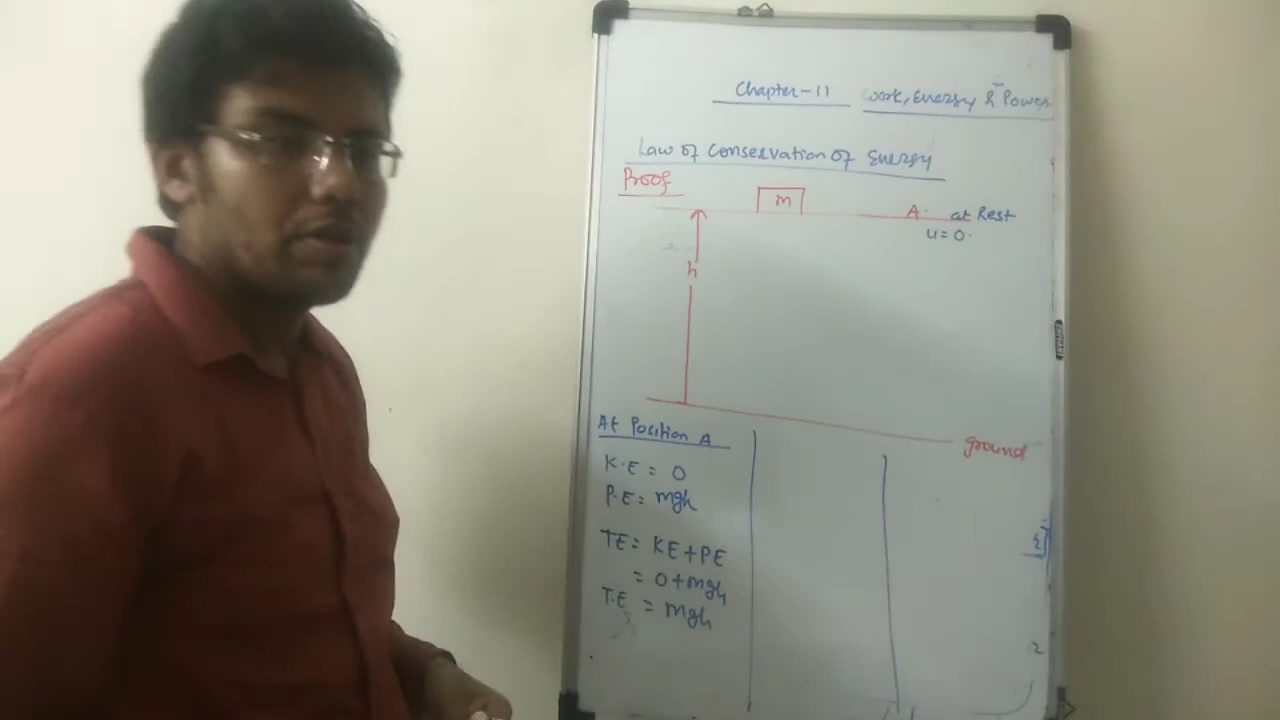 Chapter-11 Work, Energy & Power
Law of Conservation of Energy
Proof
m
A. at Rest
u=0.
h
ground
At Position A
K.E = 0
P.E = mgh
TE = KE+PE
= 0+mgh
T.E = mgh